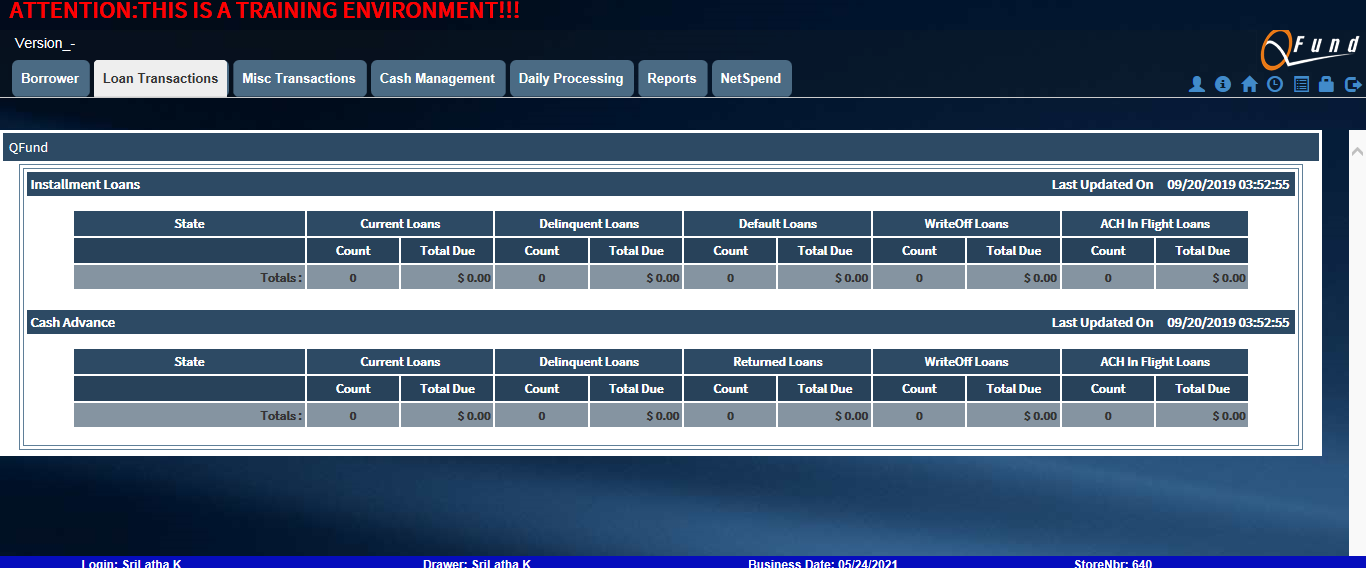 ATTENTION:THIS IS A TRAINING ENVIRONMENT!!!
Version_-
QFund
Borrower Loan Transactions Misc Transactions Cash Management Daily Processing Reports NetSpend
QFund
Installment Loans Last Updated On 09/20/2019 03:52:55
State Current Loans Delinquent Loans Default Loans WriteOff Loans ACH In Flight Loans
Count Total Due Count Total Due Count Total Due Count Total Due Count Total Due
Totals : 0 $ 0.00 0 $ 0.00 0 $ 0.00 0 $ 0.00 0 $ 0.00
Cash Advance Last Updated On 09/20/2019 03:52:55
State Current Loans Delinquent Loans Returned Loans WriteOff Loans ACH In Flight Loans
Count Total Due Count Total Due Count Total Due Count Total Due Count Total Due
Totals : 0 $ 0.00 0 $ 0.00 0 $ 0.00 0 $ 0.00 0 $ 0.00
Login: SriLatha K Drawer: SriLatha K Business Date: 05/24/2021 StoreNbr: 640